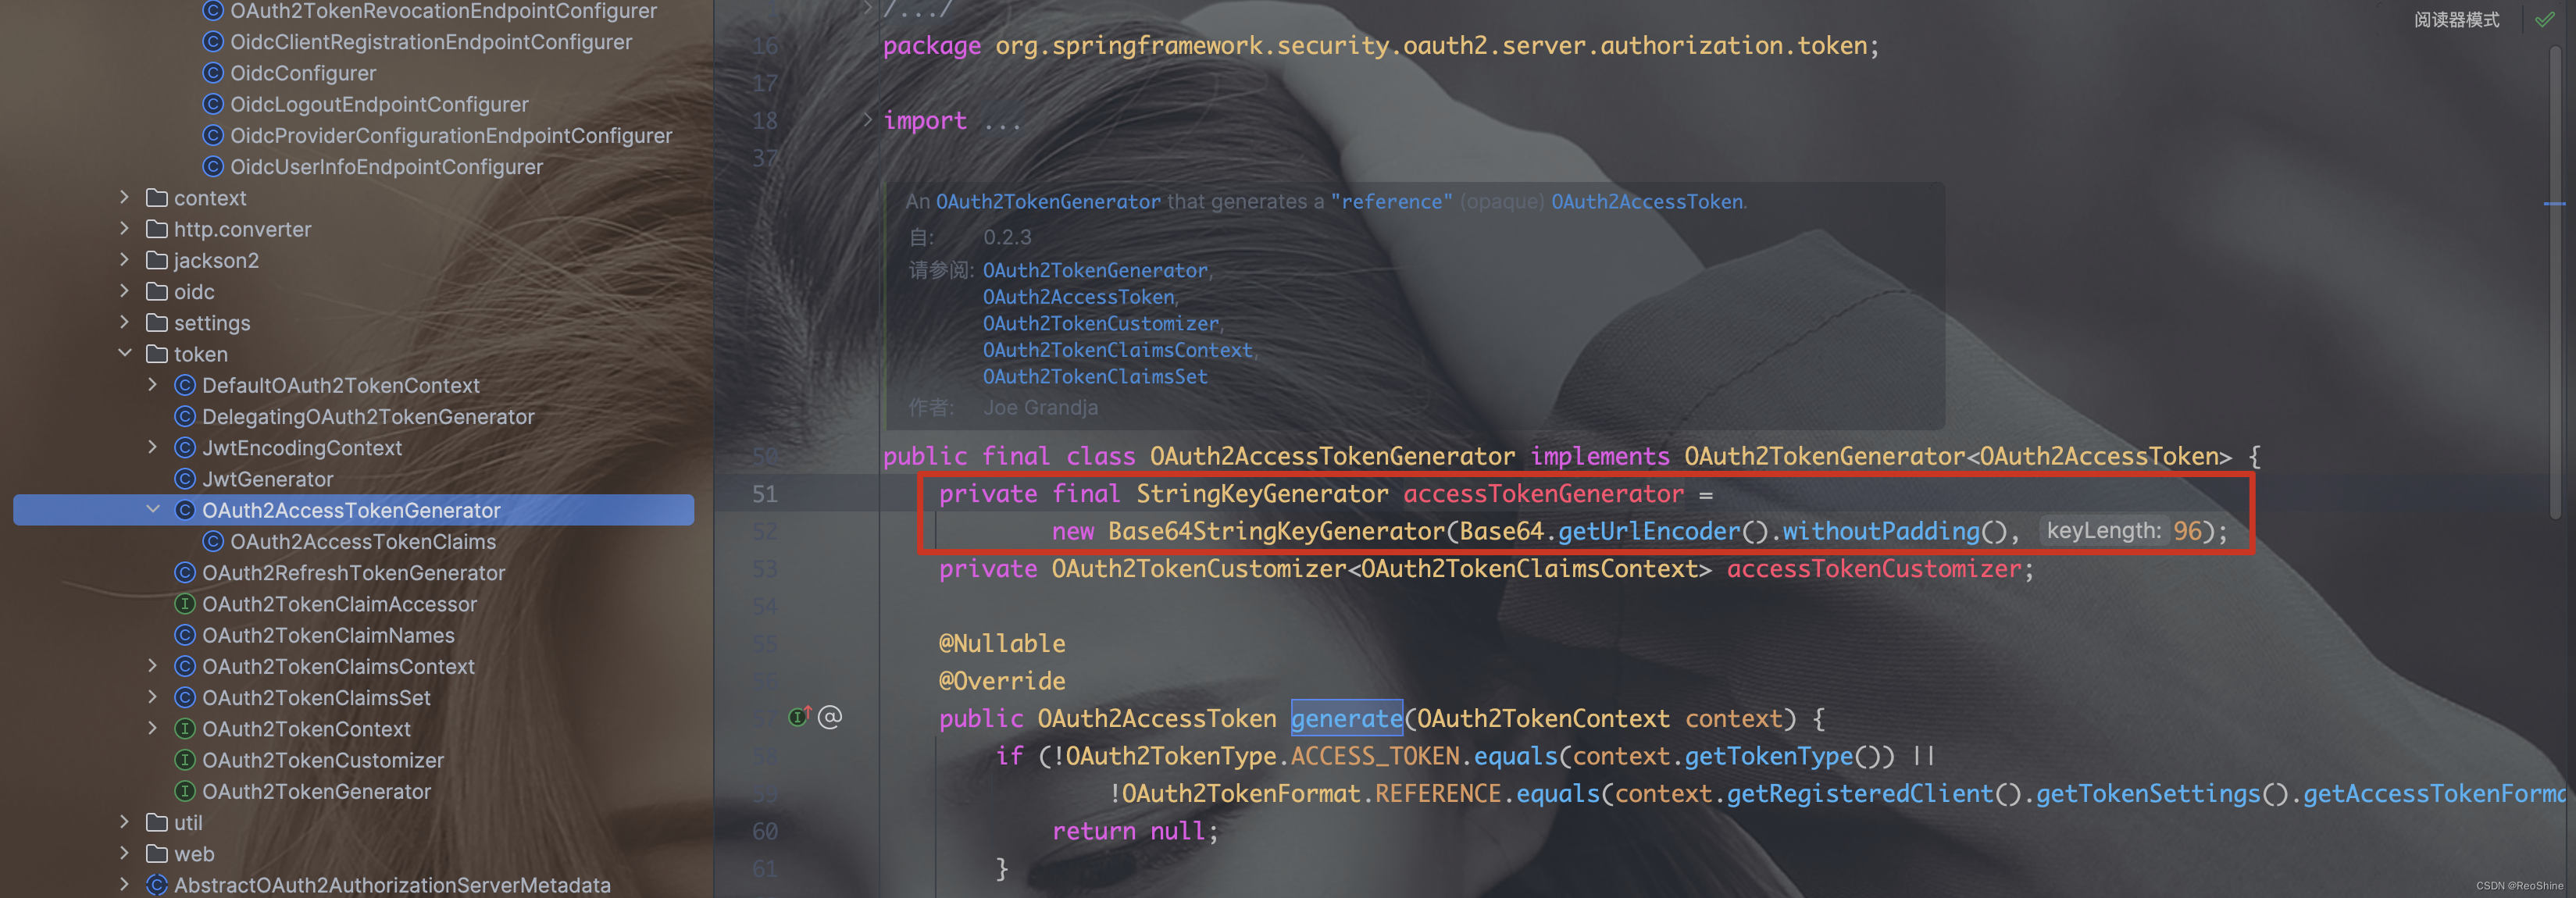 OAuth2TokenRevocationEndpointConfigurer
OidcClientRegistrationEndpointConfigurer
OidcConfigurer
OidcLogoutEndpointConfigurer
OidcProviderConfigurationEndpointConfigurer
OidcUserInfoEndpointConfigurer
context
http.converter
jackson2
oidc
settings
token
DefaultOAuth2TokenContext
DelegatingOAuth2TokenGenerator
JwtEncodingContext
JwtGenerator
OAuth2AccessTokenGenerator
OAuth2AccessTokenClaims
OAuth2RefreshTokenGenerator
OAuth2TokenClaimAccessor
OAuth2TokenClaimNames
OAuth2TokenClaimsContext
OAuth2TokenClaimsSet
OAuth2TokenContext
OAuth2TokenCustomizer
OAuth2TokenGenerator
util
web
AbstractOAuth2AuthorizationServerMetadata
/.../
阅读器模式
16 package org.springframework.security.oauth2.server.authorization.token;
17
18 import ...
37
An OAuth2TokenGenerator that generates a "reference" (opaque) OAuth2AccessToken.
自: 0.2.3
请参阅: OAuth2TokenGenerator,
OAuth2AccessToken,
OAuth2TokenCustomizer,
OAuth2TokenClaimsContext,
OAuth2TokenClaimsSet
作者: Joe Grandja
50 public final class OAuth2AccessTokenGenerator implements OAuth2TokenGenerator<OAuth2AccessToken> {
51 private final StringKeyGenerator accessTokenGenerator =
52 new Base64StringKeyGenerator(Base64.getUrlEncoder().withoutPadding(), keyLength: 96);
53 private OAuth2TokenCustomizer<OAuth2TokenClaimsContext> accessTokenCustomizer;
54
55 @Nullable
56 @Override
public OAuth2AccessToken generate(OAuth2TokenContext context) {
58 if (!OAuth2TokenType.ACCESS_TOKEN.equals(context.getTokenType()) ||
59 !OAuth2TokenFormat.REFERENCE.equals(context.getRegisteredClient().getTokenSettings().getAccessTokenForma
60 return null;
61 }
CSDN @ReoShine